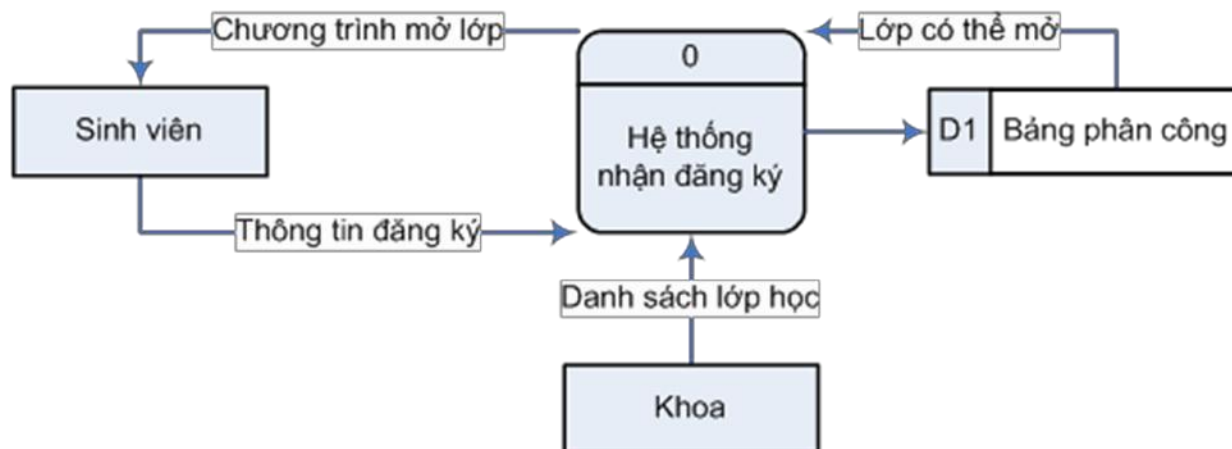 Chương trình mở lớp
0
Lớp có thể mở
Sinh viên
Hệ thống
nhận đăng ký
D1
Bảng phân công
Thông tin đăng ký
Danh sách lớp học
Khoa